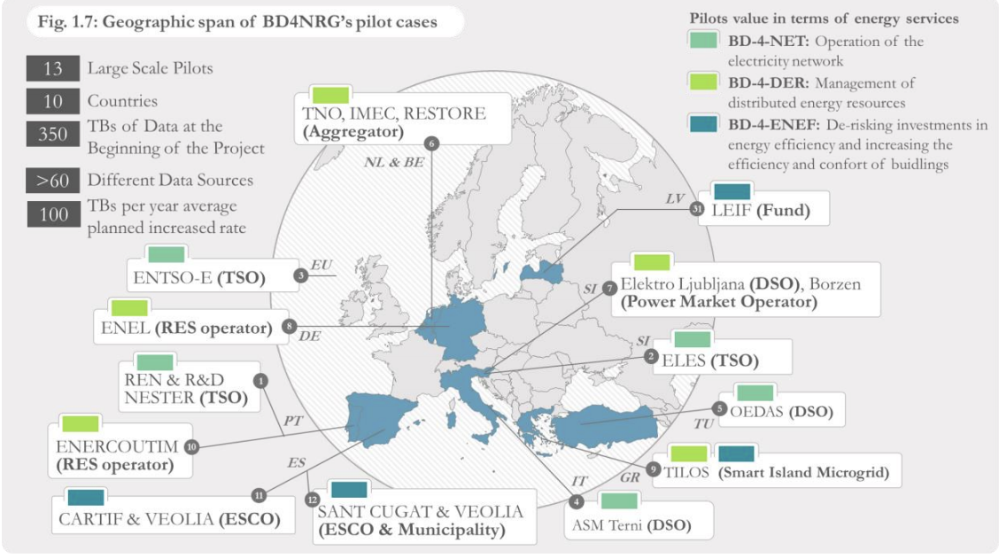 Fig. 1.7: Geographic span of BD4NRG's pilot cases
13 Large Scale Pilots
10 Countries
350 TBs of Data at the
Beginning of the Project
>60 Different Data Sources
100 TBs per year average
planned increased rate
Pilots value in terms of energy services
BD-4-NET: Operation of the
electricity network
BD-4-DER: Management of
distributed energy resources
BD-4-ENEF: De-risking investments in
energy efficiency and increasing the
efficiency and confort of buidlings
TNO, IMEC, RESTORE
(Aggregator)
6
NL & BE
LV
31 LEIF (Fund)
ENTSO-E (TSO) 3
EU
SI
7 Elektro Ljubljana (DSO), Borzen
(Power Market Operator)
ENEL (RES operator) 8
DE
SI
2 ELES (TSO)
REN & R&D
NESTER (TSO)
1
PT
5 OEDAS (DSO)
TU
ENERCOUTIM
(RES operator)
10
9 TILOS (Smart Island Microgrid)
GR
ES
IT
11
CARTIF & VEOLIA (ESCO)
12
SANT CUGAT & VEOLIA
(ESCO & Municipality)
4
ASM Terni (DSO)